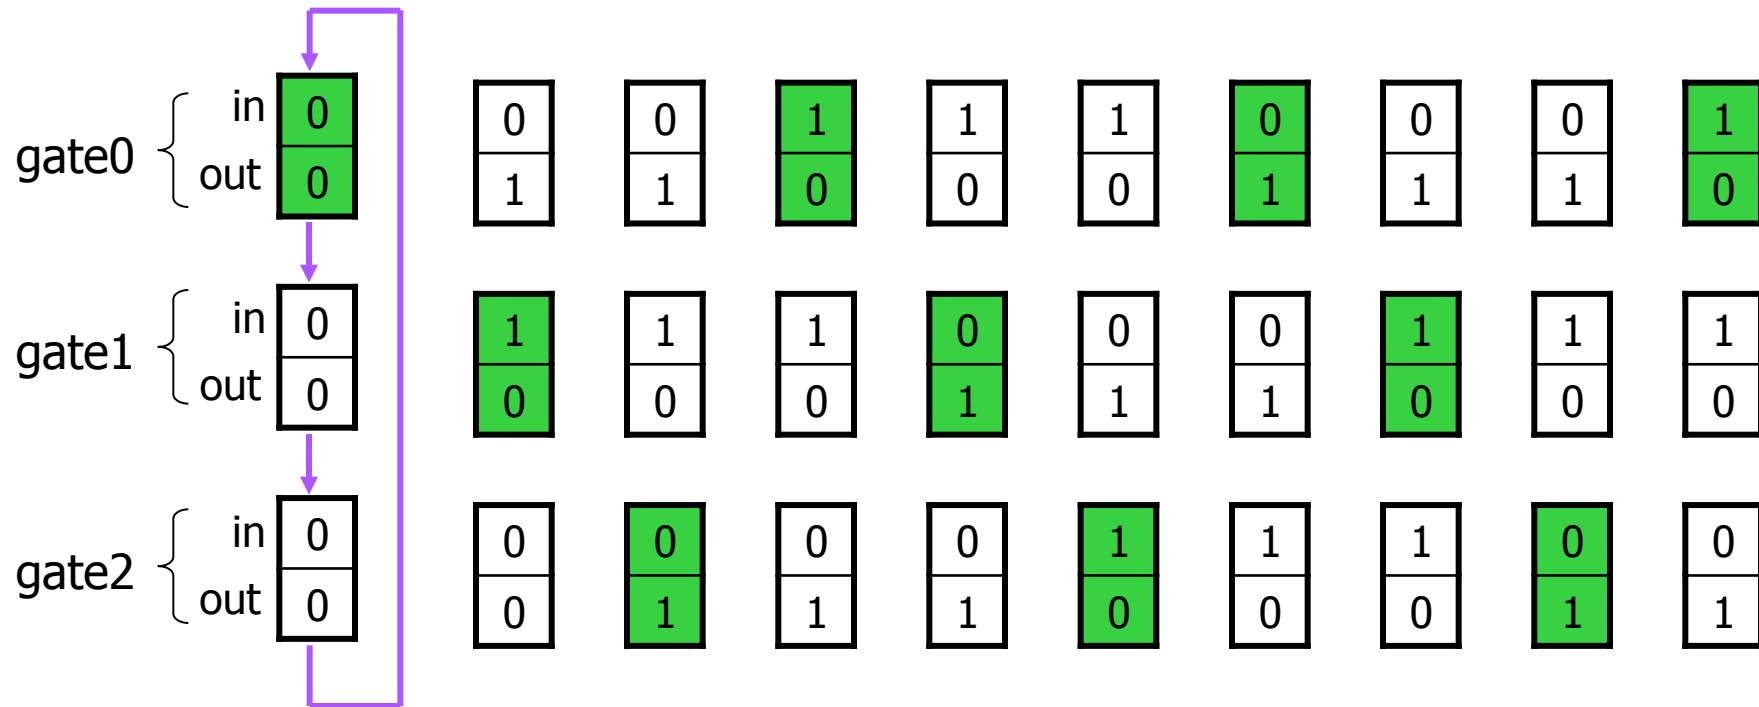 in 0 0 0 1 1 1 0 0 0 1
gate0
out 0 1 1 0 0 0 1 1 1 0
in 0 1 1 1 0 0 0 1 1 1
gate1
out 0 0 0 0 1 1 1 0 0 0
in 0 0 0 0 0 1 1 1 0 0
gate2
out 0 0 1 1 1 0 0 0 1 1